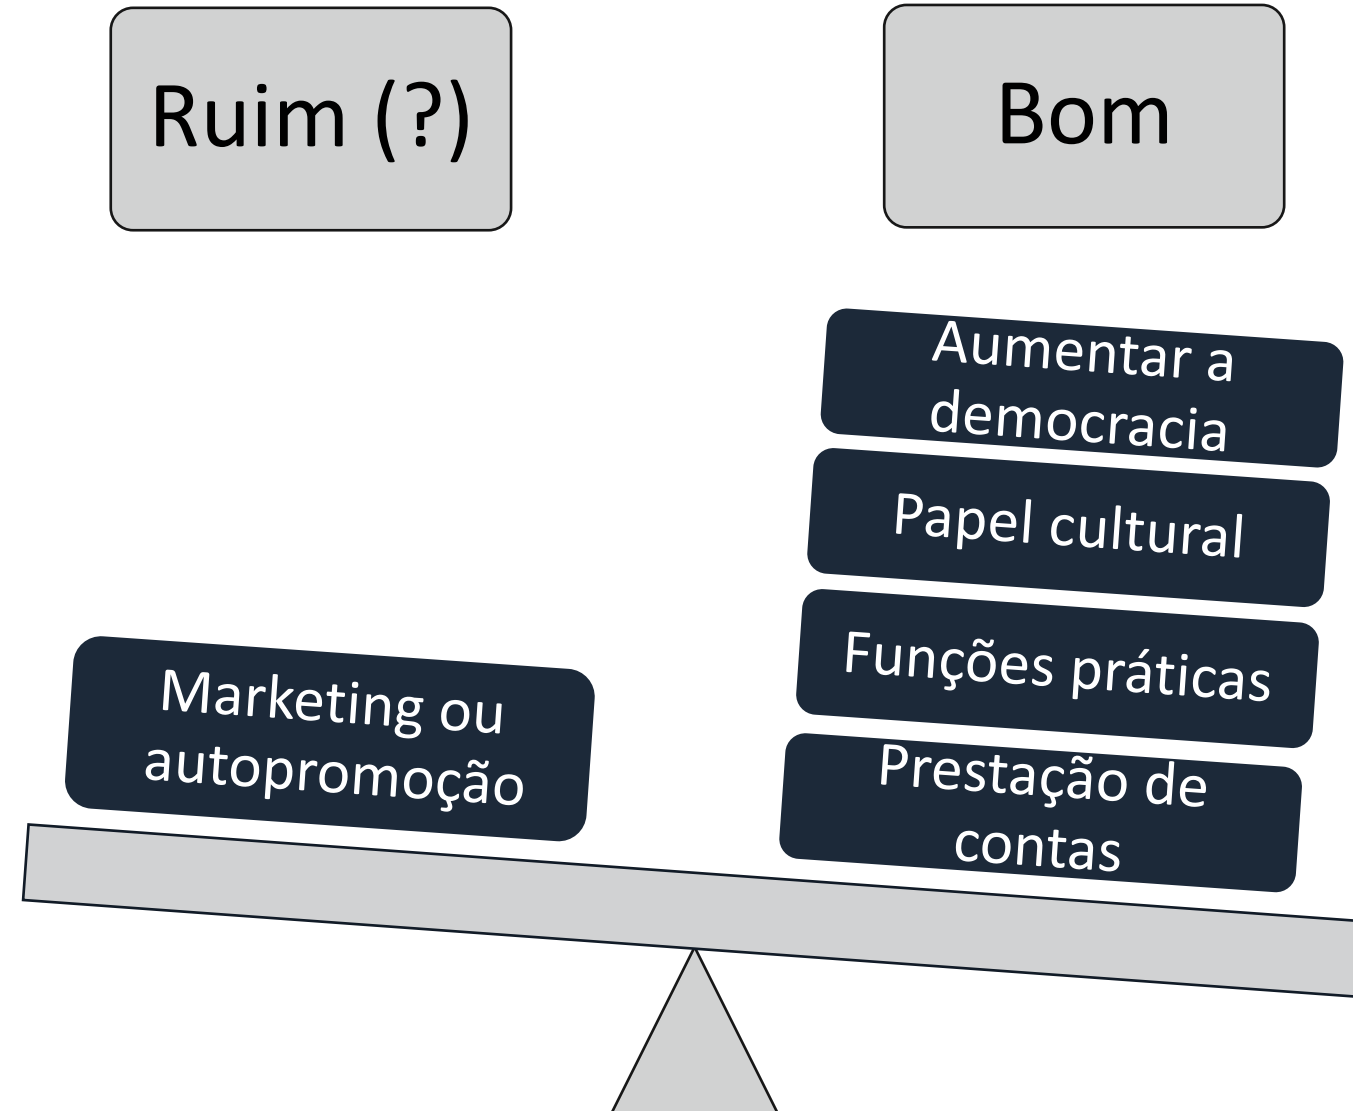 Ruim (?)
Bom
Aumentar a
democracia
Papel cultural
Funções práticas
Prestação de
contas
Marketing ou
autopromoção